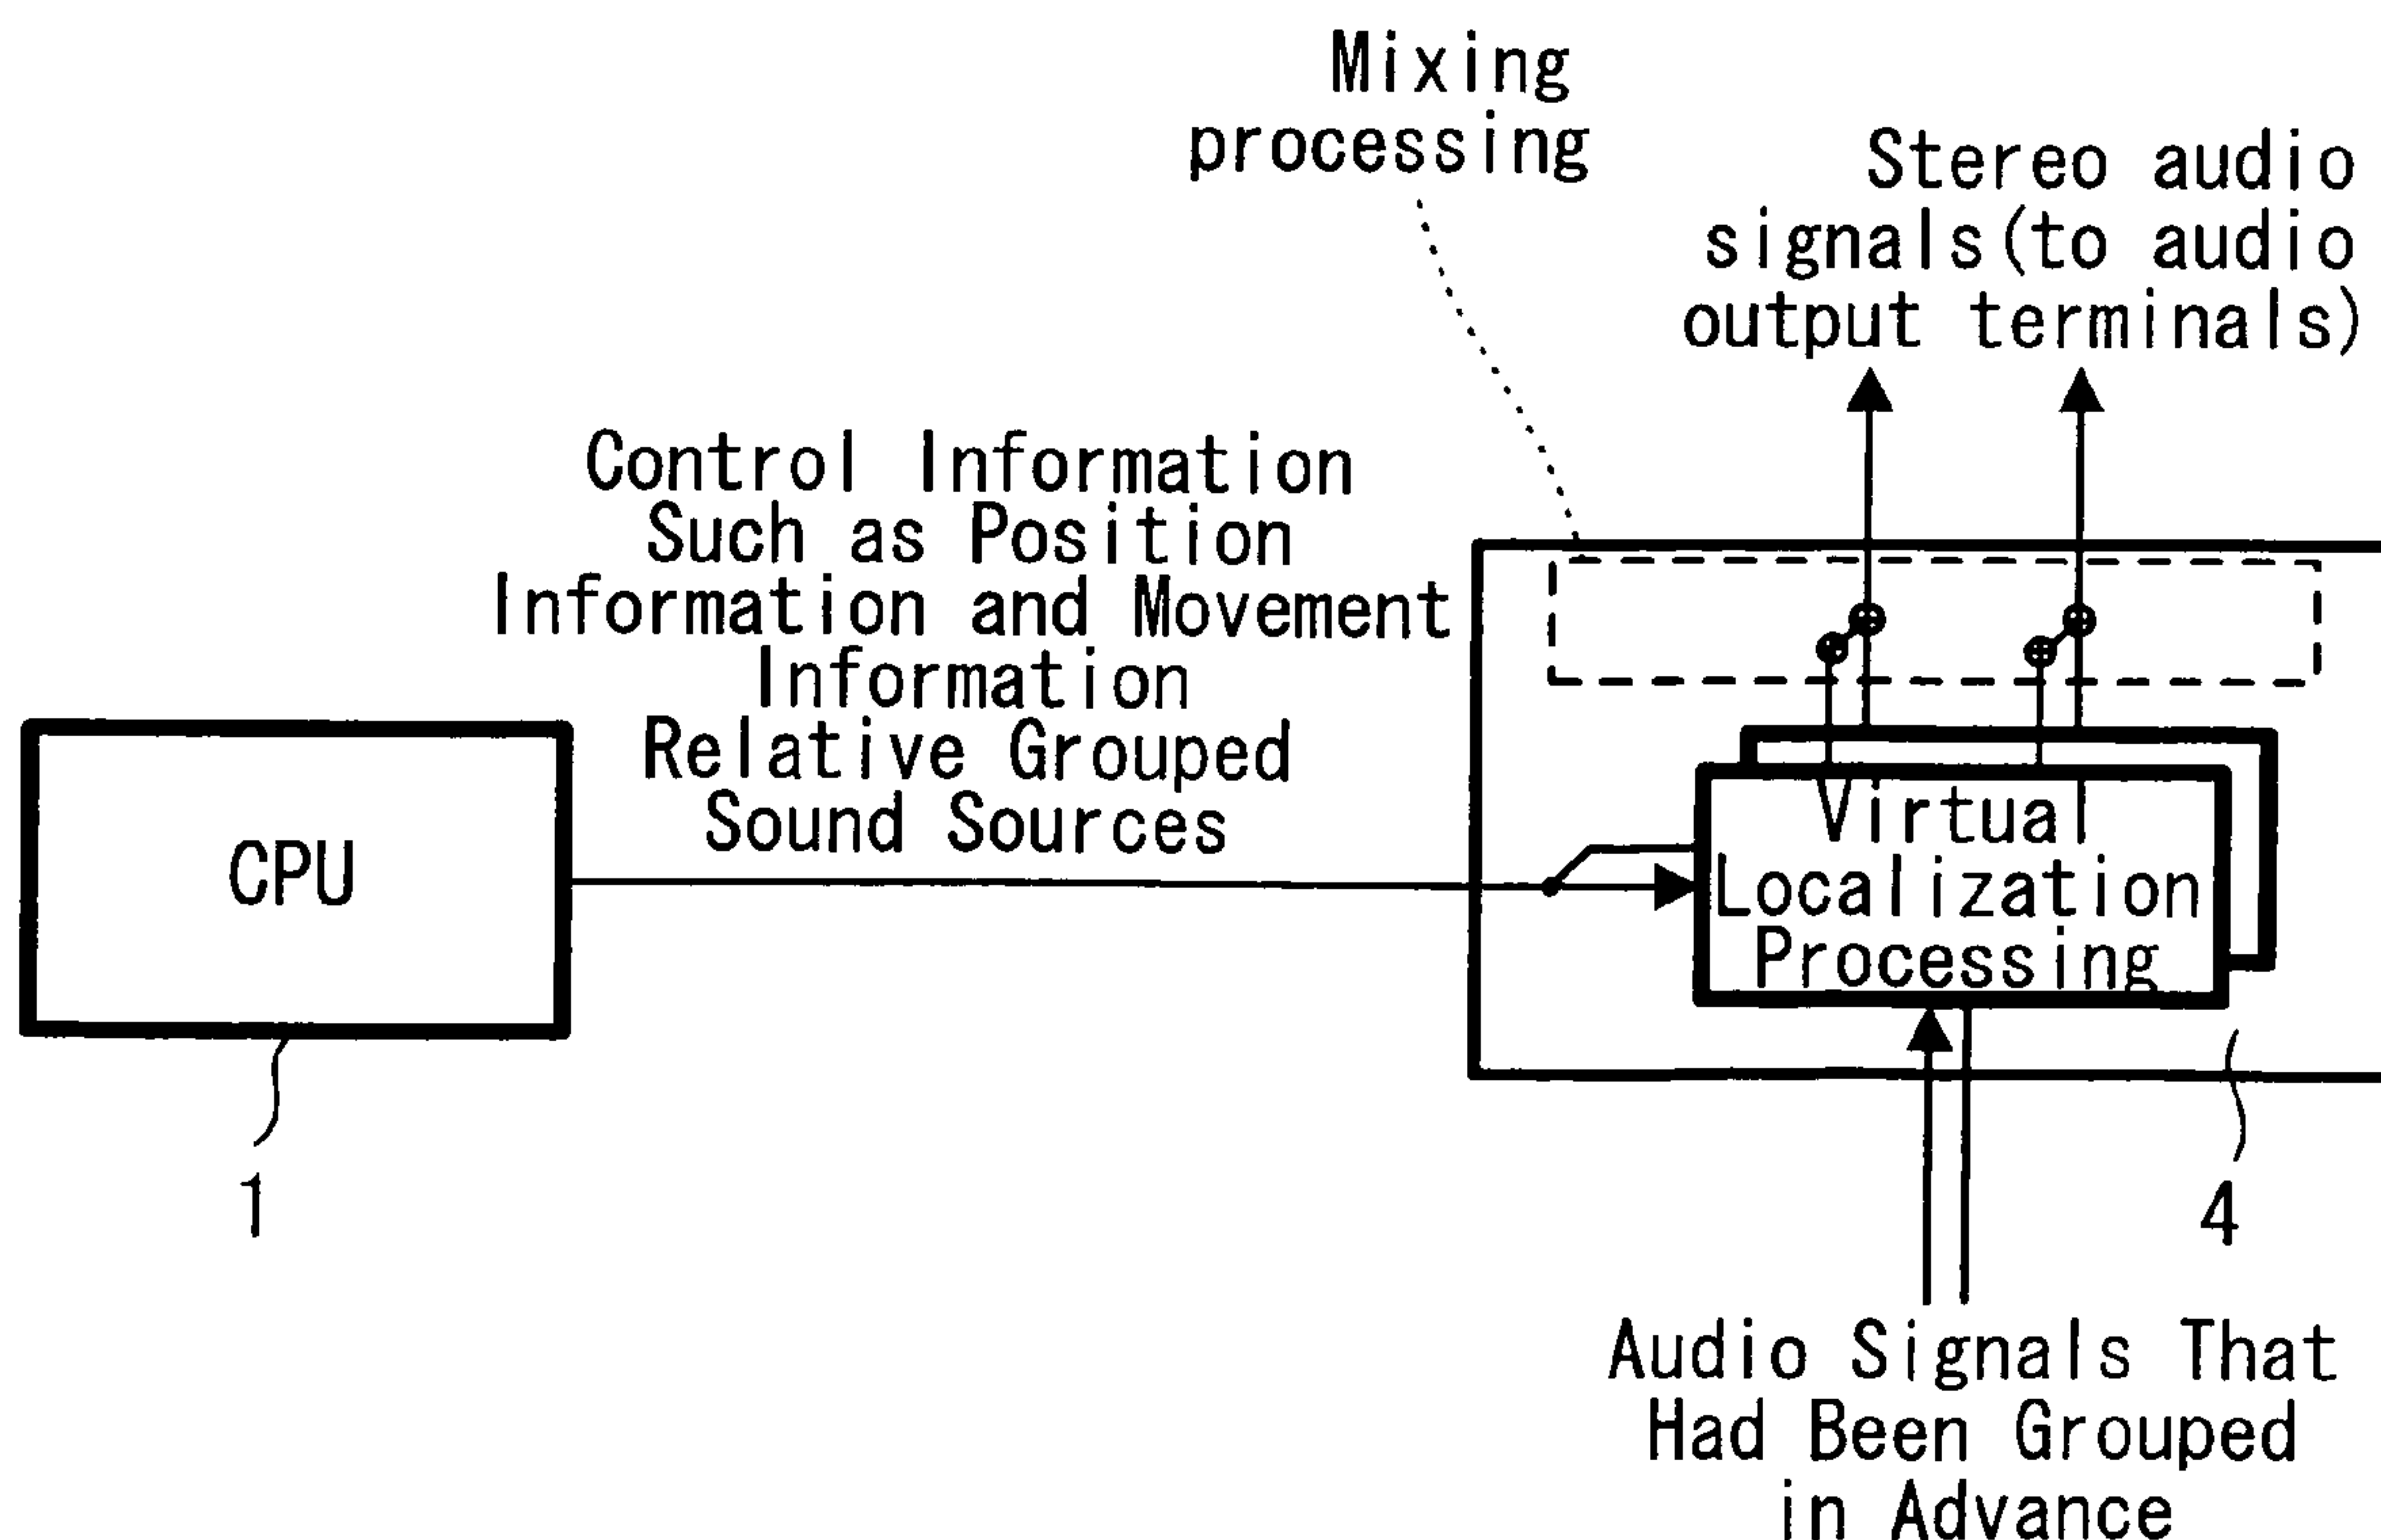 Mixing
processing
Stereo audio
signals(to audio
output terminals)
Control Information
Such as Position
Information and Movement
Information
Relative Grouped
Sound Sources
CPU
Virtual
Localization
Processing
1
4
Audio Signals That
Had Been Grouped
in Advance